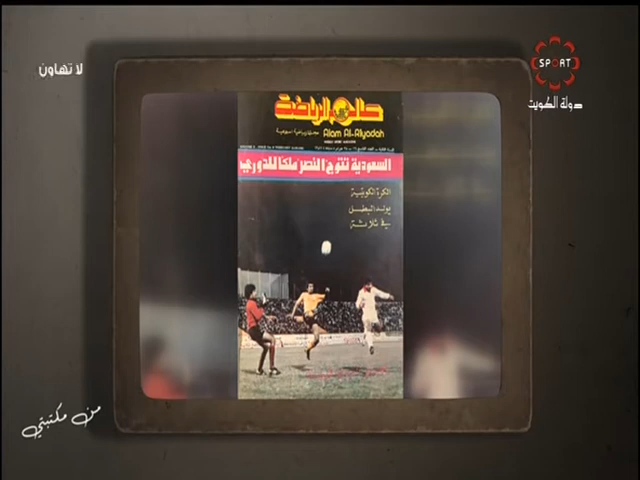 لا تهاون
SPORT
دولة الكويت
عالم الرياضة
Alam Al-Riyadah
السعودية تتوج النصر ملكا للدوري
الكرة الكويتية
يولد البطل
في ثلاثة
من مكتبتي